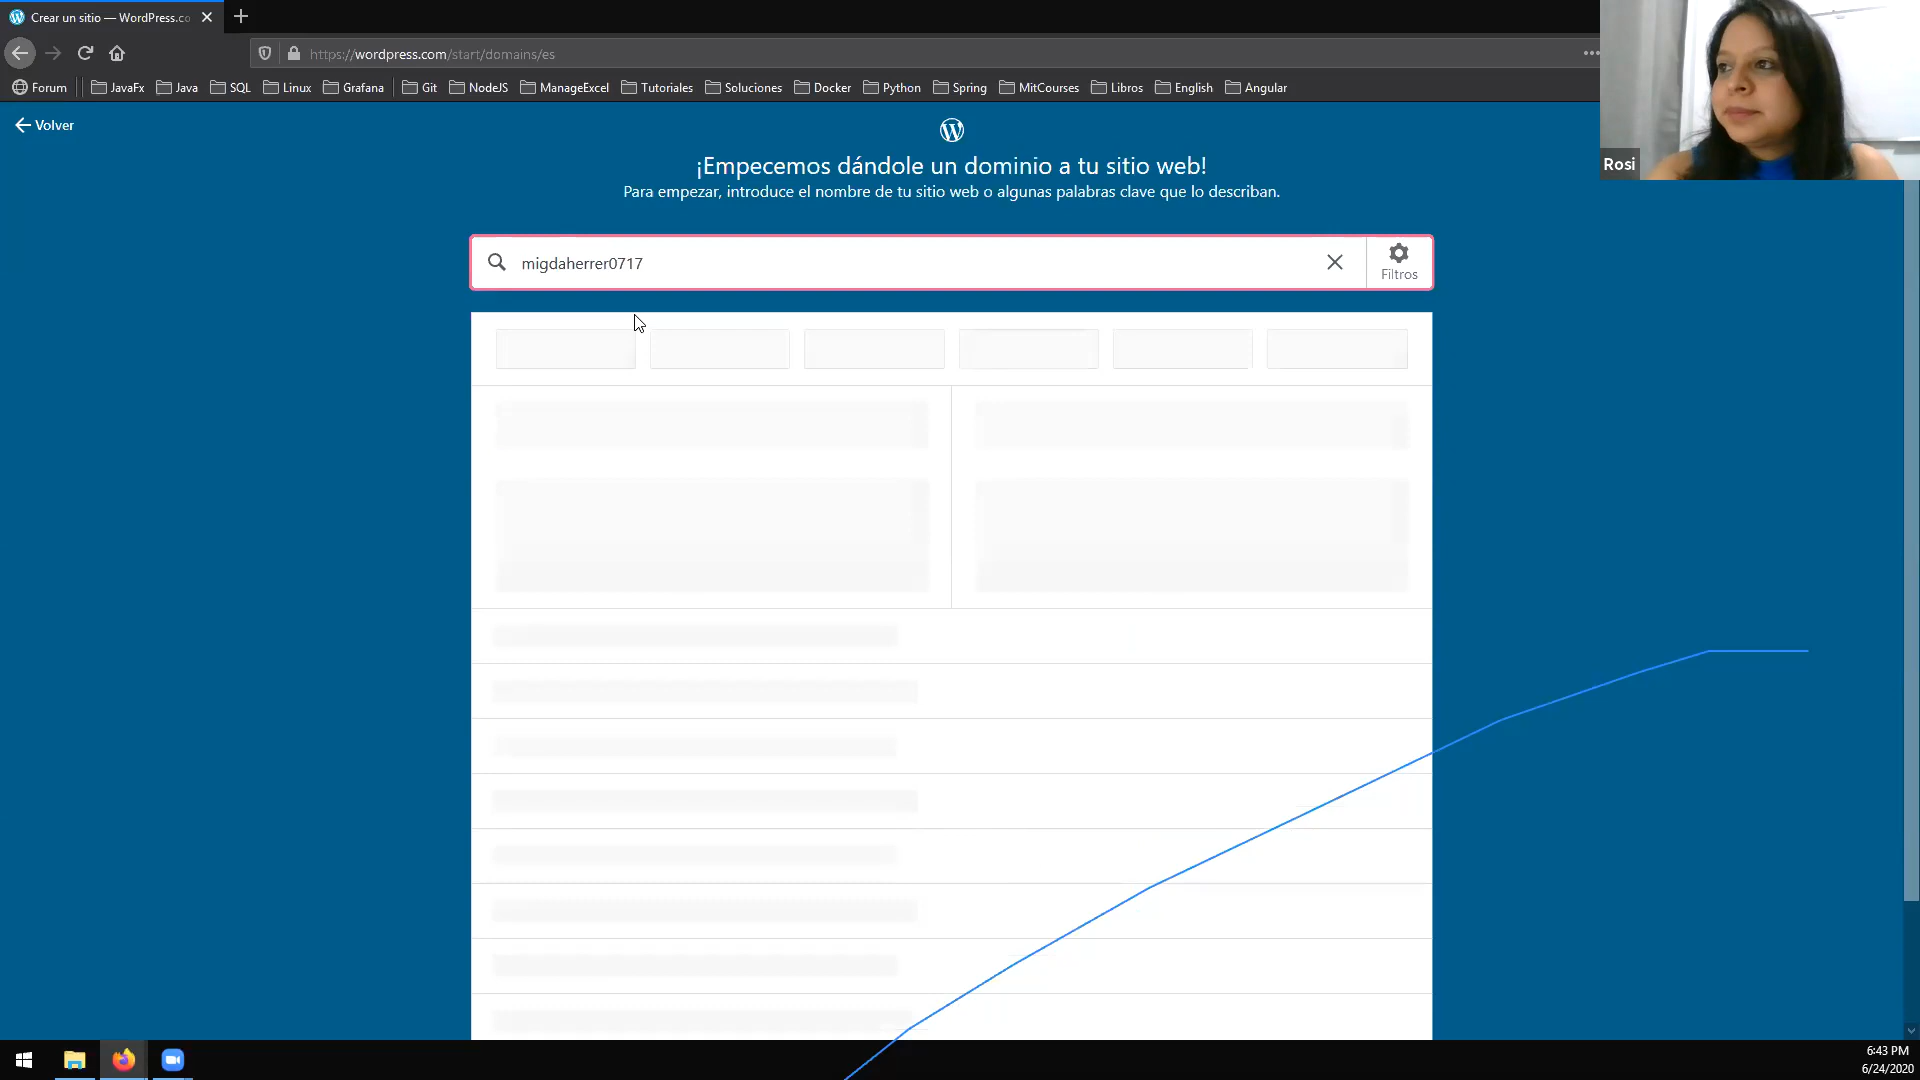 Crear un sitio — WordPress.co
https://wordpress.com/start/domains/es
Forum JavaFx Java SQL Linux Grafana Git NodeJS ManageExcel Tutoriales Soluciones Docker Python Spring MitCourses Libros English Angular
Rosi
Volver
¡Empecemos dándole un dominio a tu sitio web!
Para empezar, introduce el nombre de tu sitio web o algunas palabras clave que lo describan.
migdaherrer0717
Filtros
6:43 PM
6/24/2020